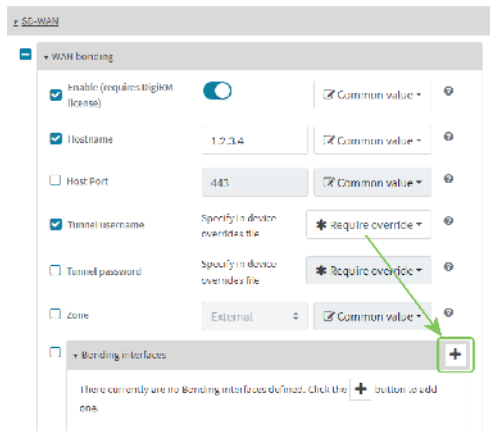 SD-WAN
WAN bonding
Enable (requires DigiRM
license)
Common value
Hostname
1.2.3.4
Common value
Host Port
443
Common value
Tunnel username
Specify in device
overrides file
Require override
Tunnel password
Specify in device
overrides file
Require override
Zone
External
Common value
Bonding interfaces
There currently are no Bonding interfaces defined. Click the + button to add
one.